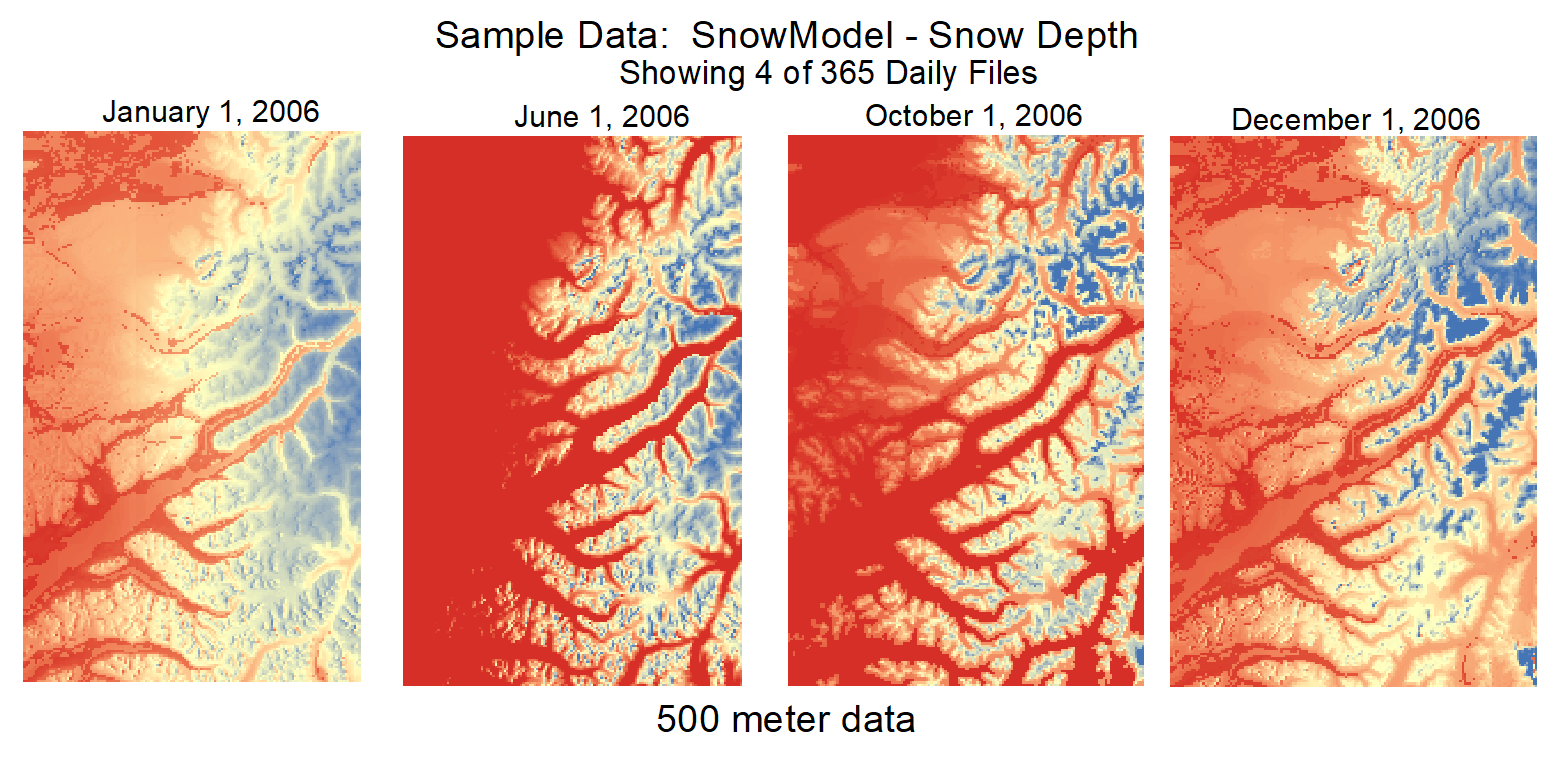 Sample Data:  SnowModel - Snow Depth
Showing 4 of 365 Daily Files
January 1, 2006
June 1, 2006
October 1, 2006
December 1, 2006
500 meter data